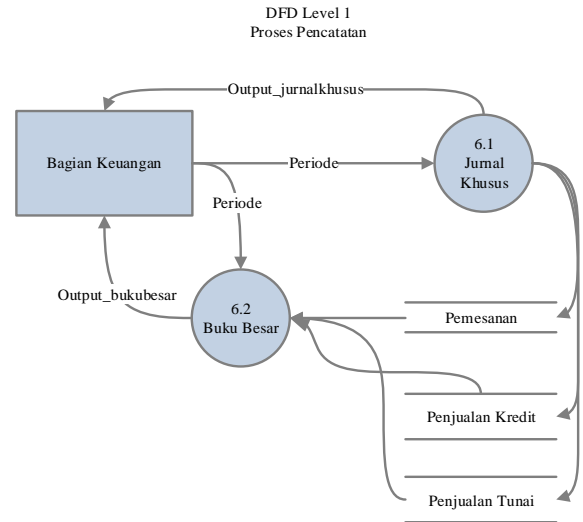 DFD Level 1
Proses Pencatatan
Output_jurnalkhusus
Bagian Keuangan
Periode
6.1
Jurnal
Khusus
Periode
Output_bukubesar
6.2
Buku Besar
Pemesanan
Penjualan Kredit
Penjualan Tunai